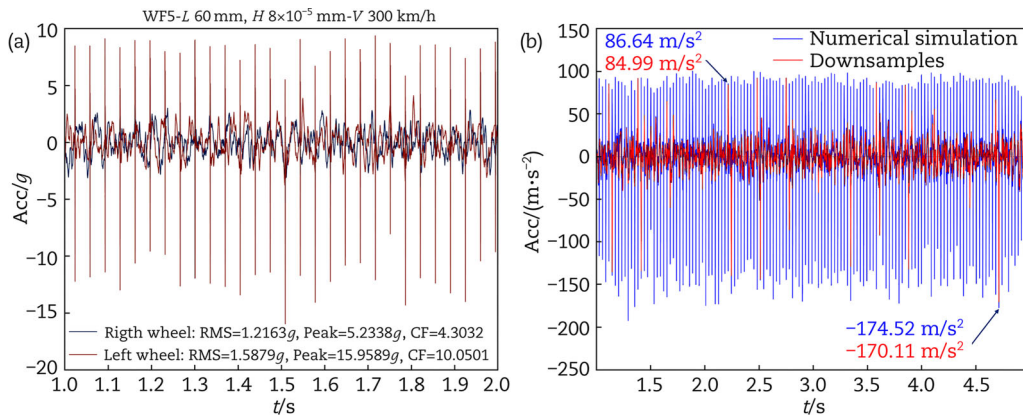 WF5-L 60 mm, H 8×10⁻⁵ mm-V 300 km/h
(a)
10
5
0
−5
−10
−15
−20
Acc/g
Rigth wheel: RMS=1.2163g, Peak=5.2338g, CF=4.3032
Left wheel: RMS=1.5879g, Peak=15.9589g, CF=10.0501
1.0 1.1 1.2 1.3 1.4 1.5 1.6 1.7 1.8 1.9 2.0
t/s
(b)
150
100
50
0
−50
−100
−150
−200
−250
Acc/(m·s⁻²)
86.64 m/s²
84.99 m/s²
Numerical simulation
Downsamples
−174.52 m/s²
−170.11 m/s²
1.5 2.0 2.5 3.0 3.5 4.0 4.5
t/s